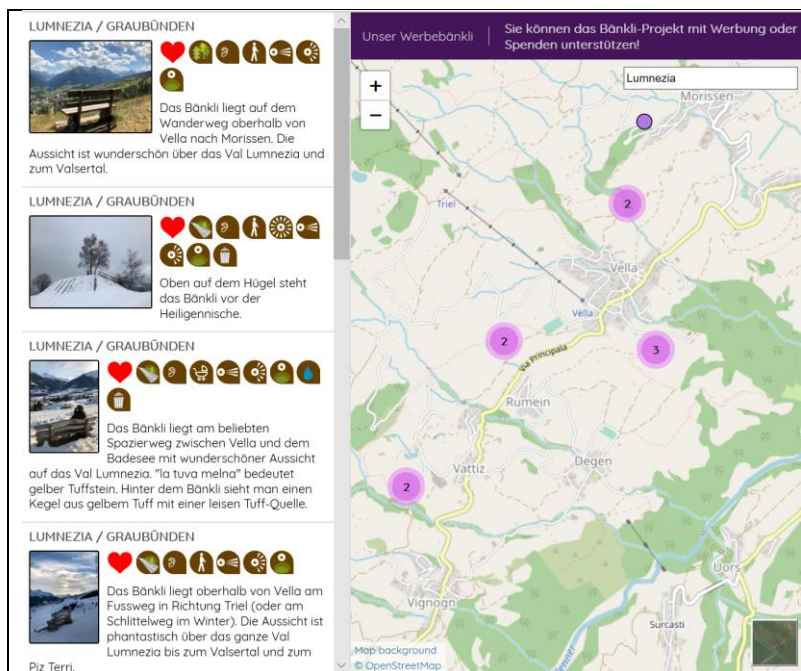 LUMNEZIA / GRAUBÜNDEN
Das Bänkli liegt auf dem
Wanderweg oberhalb von
Vella nach Morissen. Die
Aussicht ist wunderschön über das Val Lumnezia und
zum Valsertal.
LUMNEZIA / GRAUBÜNDEN
Oben auf dem Hügel steht
das Bänkli vor der
Heiligennische.
LUMNEZIA / GRAUBÜNDEN
Das Bänkli liegt am beliebten
Spazierweg zwischen Vella und dem
Badesee mit wunderschöner Aussicht
auf das Val Lumnezia. "la tuva melna" bedeutet
gelber Tuffstein. Hinter dem Bänkli sieht man einen
Kegel aus gelbem Tuff mit einer leisen Tuff-Quelle.
LUMNEZIA / GRAUBÜNDEN
Das Bänkli liegt oberhalb von Vella am
Fussweg in Richtung Triel (oder am
Schlittelweg im Winter). Die Aussicht ist
phantastisch über das ganze Val
Lumnezia bis zum Valsertal und zum
Piz Terri.
Unser Werbebänkli
Sie können das Bänkli-Projekt mit Werbung oder
Spenden unterstützen!
+
−
Lumnezia
Morissen
Triel
2
Vella
Vella
2
3
Via Principala
Rumein
Degen
Vattiz
2
Uors
Vignogn
Surcasti
Map background
© OpenStreetMap